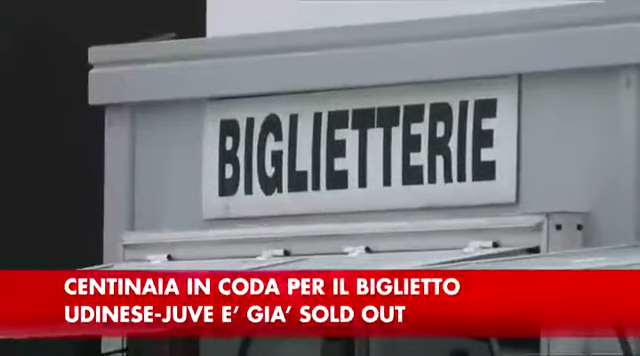 BIGLIETTERIE
CENTINAIA IN CODA PER IL BIGLIETTO
UDINESE-JUVE E' GIA' SOLD OUT